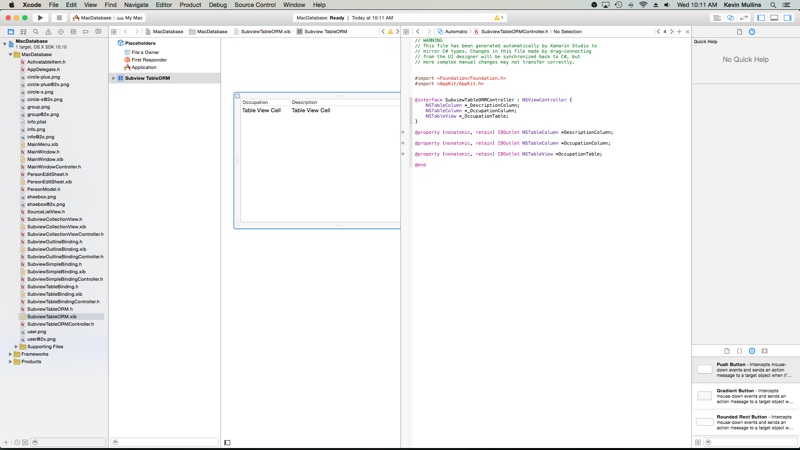 Xcode File Edit View Find Navigate Editor Product Debug Source Control Window Help
Wed 10:11 AM Kevin Mullins
MacDatabase My Mac
MacDatabase: Ready | Today at 10:11 AM
1
MacDatabase
MacDatabase
SubviewTableORM.xib
Subview TableORM
Automatic
SubviewTableORMController.h
No Selection
4
MacDatabase
1 target, OS X SDK 10.10
MacDatabase
ActivatableItem.h
AppDelegate.h
circle-plus.png
circle-plus@2x.png
circle-x.png
circle-x@2x.png
group.png
group@2x.png
Info.plist
info.png
info@2x.png
MainMenu.xib
MainWindow.h
MainWindow.xib
MainWindowController.h
PersonEditSheet.h
PersonEditSheet.xib
PersonModel.h
shoebox.png
shoebox@2x.png
SourceListView.h
SubviewCollectionView.h
SubviewCollectionView.xib
SubviewCollectionViewController.h
SubviewOutlineBinding.h
SubviewOutlineBinding.xib
SubviewOutlineBindingController.h
SubviewSimpleBinding.h
SubviewSimpleBinding.xib
SubviewSimpleBindingController.h
SubviewTableBinding.h
SubviewTableBinding.xib
SubviewTableBindingController.h
SubviewTableORM.h
SubviewTableORM.xib
SubviewTableORMController.h
user.png
user@2x.png
Supporting Files
Frameworks
Products
Placeholders
File's Owner
First Responder
Application
Subview TableORM
Occupation Description
Table View Cell Table View Cell
// WARNING
// This file has been generated automatically by Xamarin Studio to
// mirror C# types. Changes in this file made by drag-connecting
// from the UI designer will be synchronized back to C#, but
// more complex manual changes may not transfer correctly.
#import <Foundation/Foundation.h>
#import <AppKit/AppKit.h>
@interface SubviewTableORMController : NSViewController {
NSTableColumn *_DescriptionColumn;
NSTableColumn *_OccupationColumn;
NSTableView *_OccupationTable;
}
@property (nonatomic, retain) IBOutlet NSTableColumn *DescriptionColumn;
@property (nonatomic, retain) IBOutlet NSTableColumn *OccupationColumn;
@property (nonatomic, retain) IBOutlet NSTableView *OccupationTable;
@end
Quick Help
No Quick Help
Push Button - Intercepts
mouse-down events and sends an
action message to a target object when it'...
Gradient Button - Intercepts
mouse-down events and sends an
action message to a target object w...
Rounded Rect Button - Intercepts
mouse-down events and sends an
action message to a target object w...